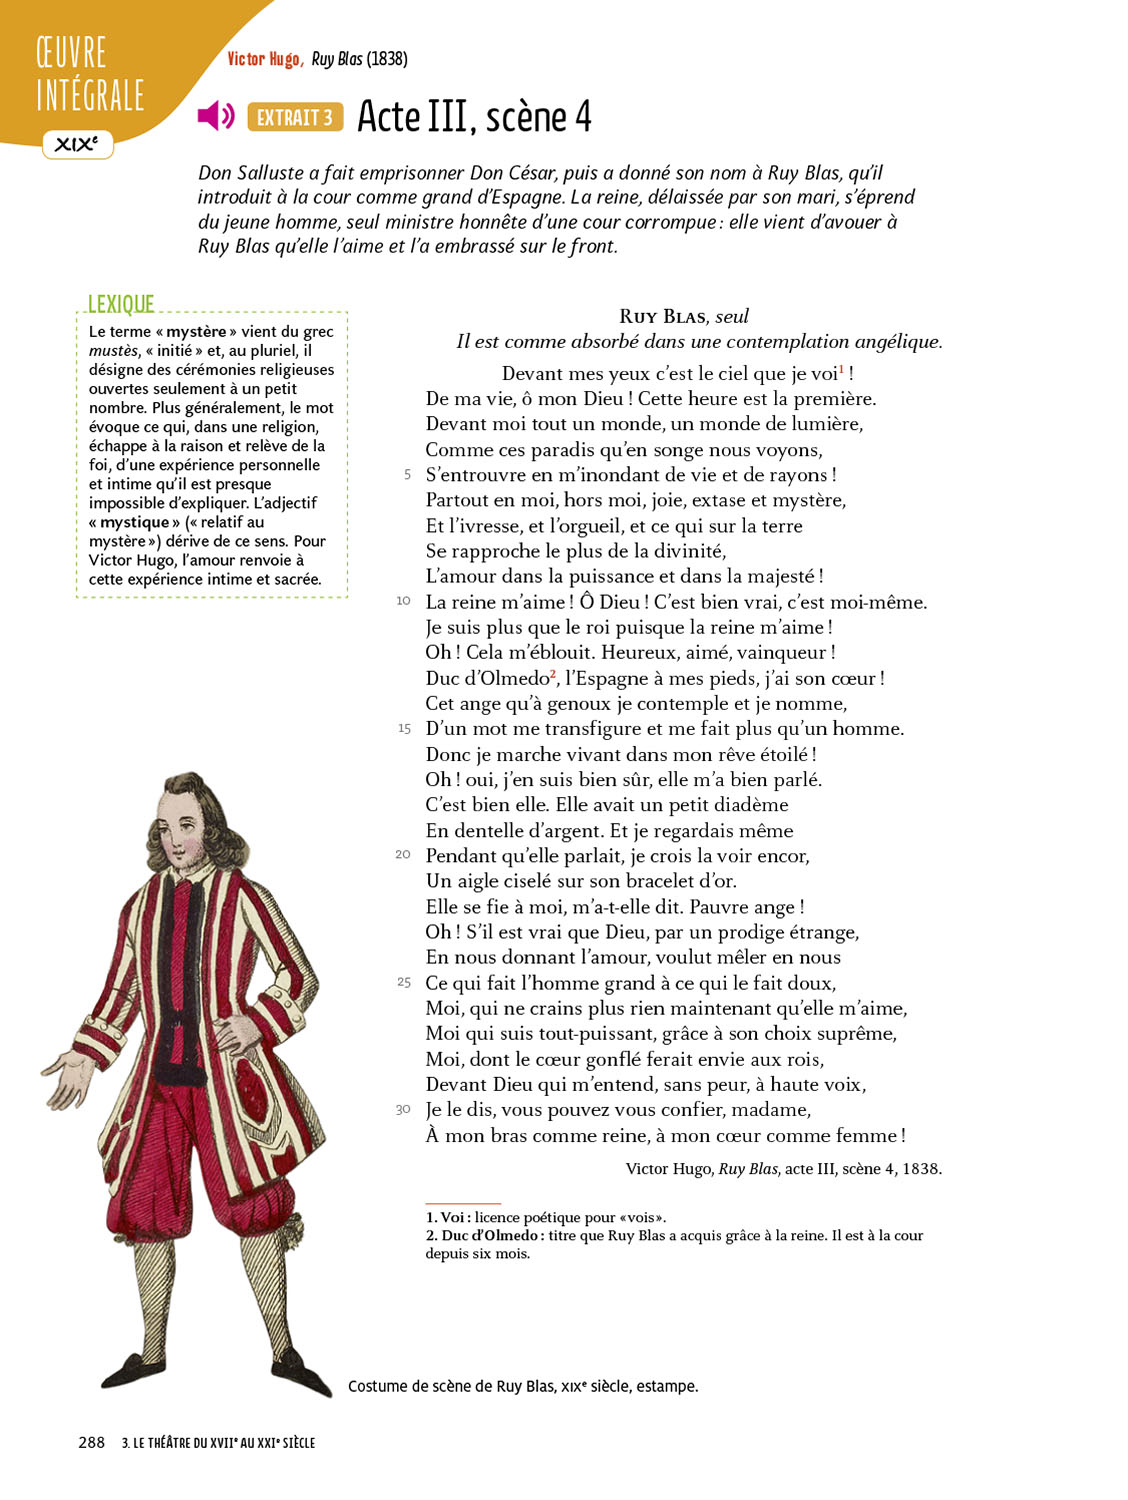 ŒUVRE
INTÉGRALE
XIXe
Victor Hugo, Ruy Blas (1838)
EXTRAIT 3 Acte III, scène 4
Don Salluste a fait emprisonner Don César, puis a donné son nom à Ruy Blas, qu’il
introduit à la cour comme grand d’Espagne. La reine, délaissée par son mari, s’éprend
du jeune homme, seul ministre honnête d’une cour corrompue : elle vient d’avouer à
Ruy Blas qu’elle l’aime et l’a embrassé sur le front.
LEXIQUE
Le terme « mystère » vient du grec
mustès, « initié » et, au pluriel, il
désigne des cérémonies religieuses
ouvertes seulement à un petit
nombre. Plus généralement, le mot
évoque ce qui, dans une religion,
échappe à la raison et relève de la
foi, d’une expérience personnelle
et intime qu’il est presque
impossible d’expliquer. L’adjectif
« mystique » (« relatif au
mystère ») dérive de ce sens. Pour
Victor Hugo, l’amour renvoie à
cette expérience intime et sacrée.
RUY BLAS, seul
Il est comme absorbé dans une contemplation angélique.
Devant mes yeux c’est le ciel que je voi1 !
De ma vie, ô mon Dieu ! Cette heure est la première.
Devant moi tout un monde, un monde de lumière,
Comme ces paradis qu’en songe nous voyons,
5 S’entrouvre en m’inondant de vie et de rayons !
Partout en moi, hors moi, joie, extase et mystère,
Et l’ivresse, et l’orgueil, et ce qui sur la terre
Se rapproche le plus de la divinité,
L’amour dans la puissance et dans la majesté !
10 La reine m’aime ! Ô Dieu ! C’est bien vrai, c’est moi-même.
Je suis plus que le roi puisque la reine m’aime !
Oh ! Cela m’éblouit. Heureux, aimé, vainqueur !
Duc d’Olmedo2, l’Espagne à mes pieds, j’ai son cœur !
Cet ange qu’à genoux je contemple et je nomme,
15 D’un mot me transfigure et me fait plus qu’un homme.
Donc je marche vivant dans mon rêve étoilé !
Oh ! oui, j’en suis bien sûr, elle m’a bien parlé.
C’est bien elle. Elle avait un petit diadème
En dentelle d’argent. Et je regardais même
20 Pendant qu’elle parlait, je crois la voir encor,
Un aigle ciselé sur son bracelet d’or.
Elle se fie à moi, m’a-t-elle dit. Pauvre ange !
Oh ! S’il est vrai que Dieu, par un prodige étrange,
En nous donnant l’amour, voulut mêler en nous
25 Ce qui fait l’homme grand à ce qui le fait doux,
Moi, qui ne crains plus rien maintenant qu’elle m’aime,
Moi qui suis tout-puissant, grâce à son choix suprême,
Moi, dont le cœur gonflé ferait envie aux rois,
Devant Dieu qui m’entend, sans peur, à haute voix,
30 Je le dis, vous pouvez vous confier, madame,
À mon bras comme reine, à mon cœur comme femme !
Victor Hugo, Ruy Blas, acte III, scène 4, 1838.
1. Voi : licence poétique pour « vois ».
2. Duc d’Olmedo : titre que Ruy Blas a acquis grâce à la reine. Il est à la cour
depuis six mois.
Costume de scène de Ruy Blas, XIXe siècle, estampe.
288 3. LE THÉÂTRE DU XVIIe AU XXIe SIÈCLE